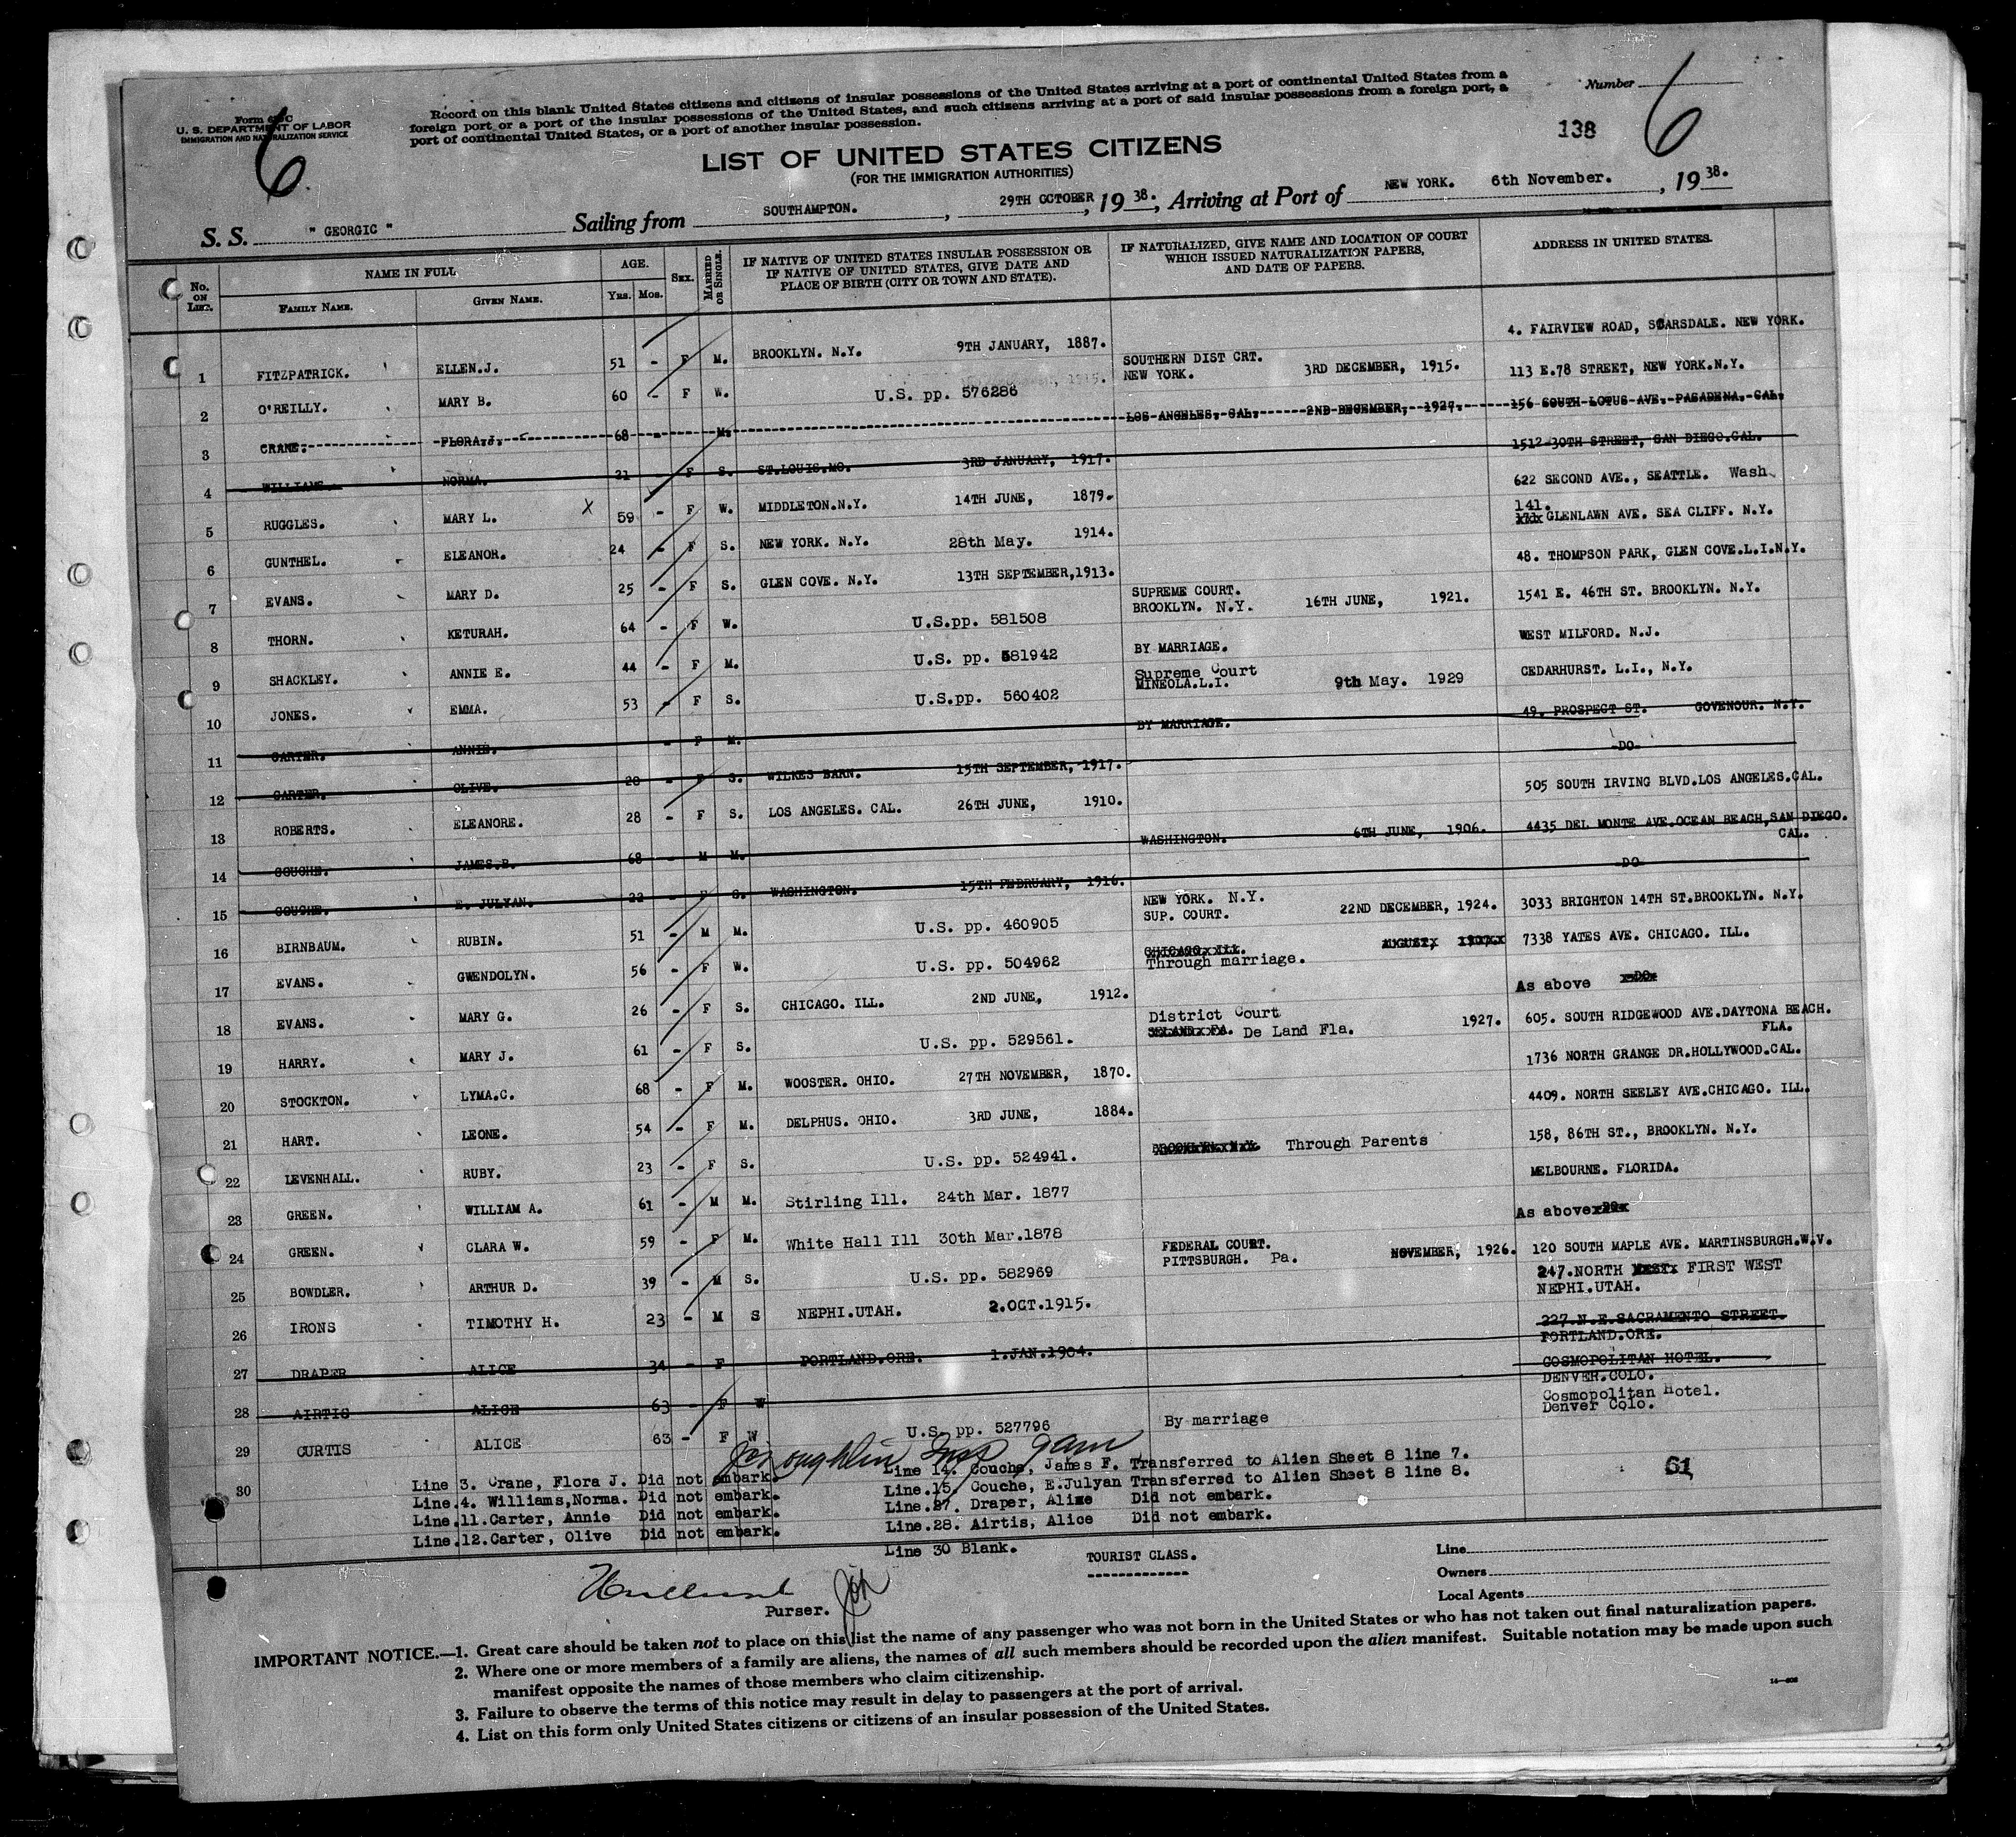 Form 630C
U. S. DEPARTMENT OF LABOR
IMMIGRATION AND NATURALIZATION SERVICE
6
Record on this blank United States citizens and citizens of insular possessions of the United States arriving at a port of continental United States from a
foreign port or a port of the insular possessions of the United States, and such citizens arriving at a port of said insular possessions from a foreign port, a
port of continental United States, or a port of another insular possession.
Number
138
6
LIST OF UNITED STATES CITIZENS
(FOR THE IMMIGRATION AUTHORITIES)
S. S. " GEORGIC " Sailing from SOUTHAMPTON. , 29TH OCTOBER , 19 38. , Arriving at Port of NEW YORK. 6th November. , 19 38.
No. ON LIST. NAME IN FULL FAMILY NAME. GIVEN NAME. AGE. YRS. MOS. SEX. MARRIED OR SINGLE. IF NATIVE OF UNITED STATES INSULAR POSSESSION OR IF NATIVE OF UNITED STATES, GIVE DATE AND PLACE OF BIRTH (CITY OR TOWN AND STATE). IF NATURALIZED, GIVE NAME AND LOCATION OF COURT WHICH ISSUED NATURALIZATION PAPERS, AND DATE OF PAPERS. ADDRESS IN UNITED STATES.
1 FITZPATRICK. ELLEN.J. 51 - F M. BROOKLYN. N.Y. 9TH JANUARY, 1887. 4. FAIRVIEW ROAD, SCARSDALE. NEW YORK.
2 O'REILLY. MARY B. 60 - F W. U.S. pp. 576286 SOUTHERN DIST CRT. NEW YORK. 3RD DECEMBER, 1915. 113 E.78 STREET, NEW YORK.N.Y.
3 CRANE. FLORA.J. 68 - M. LOS ANGELES. CAL. 2ND DECEMBER, 1927. 156 SOUTH LOTUS AVE. PASADENA. CAL.
4 WILLIAMS. NORMA. 21 F S. ST.LOUIS.MO. 3RD JANUARY, 1917. 1512-30TH STREET, SAN DIEGO.CAL.
5 RUGGLES. MARY L. X 59 - F W. MIDDLETON.N.Y. 14TH JUNE, 1879. 622 SECOND AVE., SEATTLE. Wash
6 GUNTHEL. ELEANOR. 24 - F S. NEW YORK. N.Y. 28th May. 1914. 141. GLENLAWN AVE. SEA CLIFF. N.Y.
7 EVANS. MARY D. 25 - F S. GLEN COVE. N.Y. 13TH SEPTEMBER,1913. 48. THOMPSON PARK, GLEN COVE.L.I.N.Y.
8 THORN. KETURAH. 64 - F W. U.S.pp. 581508 SUPREME COURT. BROOKLYN. N.Y. 16TH JUNE, 1921. 1541 E. 46TH ST. BROOKLYN. N.Y.
9 SHACKLEY. ANNIE E. 44 - F M. U.S. pp. 581942 BY MARRIAGE. WEST MILFORD. N.J.
10 JONES. EMMA. 53 - F S. U.S.pp. 560402 Supreme Court MINEOLA.L.I. 9th May. 1929 CEDARHURST. L.I., N.Y.
11 CARTER. ANNIE. - F M. BY MARRIAGE. 49. PROSPECT ST. GOVENOUR. N.Y.
12 CARTER. OLIVE. 20 - F S. WILKES BARN. 15TH SEPTEMBER, 1917. -DO-
13 ROBERTS. ELEANORE. 28 - F S. LOS ANGELES. CAL. 26TH JUNE, 1910. 505 SOUTH IRVING BLVD.LOS ANGELES.CAL.
14 COUCHE. JAMES.B. 68 - M M. WASHINGTON. 6TH JUNE, 1906. 4435 DEL MONTE AVE.OCEAN BEACH,SAN DIEGO. CAL.
15 COUCHE. E. JULYAN. 22 - F S. WASHINGTON. 15TH FEBRUARY, 1916. -DO-
16 BIRNBAUM. RUBIN. 51 - M M. U.S. pp. 460905 NEW YORK. N.Y. SUP. COURT. 22ND DECEMBER, 1924. 3033 BRIGHTON 14TH ST.BROOKLYN. N.Y.
17 EVANS. GWENDOLYN. 56 - F W. U.S. pp. 504962 CHICAGO. ILL. Through marriage. AUGUST, 7338 YATES AVE. CHICAGO. ILL.
18 EVANS. MARY G. 26 - F S. CHICAGO. ILL. 2ND JUNE, 1912. As above
19 HARRY. MARY J. 61 - F S. U.S. pp. 529561. District Court De Land Fla. 1927. 605. SOUTH RIDGEWOOD AVE.DAYTONA BEACH. FLA.
20 STOCKTON. LYMA.C. 68 - F M. WOOSTER. OHIO. 27TH NOVEMBER, 1870. 1736 NORTH GRANGE DR.HOLLYWOOD.CAL.
21 HART. LEONE. 54 - F M. DELPHUS. OHIO. 3RD JUNE, 1884. 4409. NORTH SEELEY AVE.CHICAGO. ILL.
22 LEVENHALL. RUBY. 23 - F S. U.S. pp. 524941. BROOKLYN. N.Y. Through Parents 158, 86TH ST., BROOKLYN. N.Y.
23 GREEN. WILLIAM A. 61 - M M. Stirling Ill. 24th Mar. 1877 MELBOURNE. FLORIDA.
24 GREEN. CLARA W. 59 - F M. White Hall Ill 30th Mar.1878 As above
25 BOWDLER. ARTHUR D. 39 - M S. U.S. pp. 582969 FEDERAL COURT. PITTSBURGH. Pa. NOVEMBER, 1926. 120 SOUTH MAPLE AVE. MARTINSBURGH.W.V.
26 IRONS TIMOTHY H. 23 - M S NEPHI.UTAH. 2.OCT.1915. 247.NORTH WEST FIRST WEST NEPHI.UTAH.
27 DRAPER ALICE 34 - F PORTLAND.ORE. 1.JAN.1904. 227.N.E.SACRAMENTO STREET. PORTLAND.ORE.
28 AIRTIS ALICE 63 - F W COSMOPOLITAN HOTEL. DENVER.COLO.
29 CURTIS ALICE 63 - F W U.S. pp. 527796 By marriage Cosmopolitan Hotel. Denver Colo.
30
Line 3. Crane, Flora J. Did not embark. Line 14. Couche, James F. Transferred to Alien Sheet 8 line 7.
Line.4. Williams,Norma. Did not embark. Line.15. Couche, E.Julyan Transferred to Alien Sheet 8 line 8.
Line.11.Carter, Annie Did not embark. Line.27. Draper, Alice Did not embark.
Line.12.Carter, Olive Did not embark. Line.28. Airtis, Alice Did not embark.
Line 30 Blank.
61
TOURIST CLASS.
Purser.
Line
Owners
Local Agents
IMPORTANT NOTICE.—1. Great care should be taken not to place on this list the name of any passenger who was not born in the United States or who has not taken out final naturalization papers.
2. Where one or more members of a family are aliens, the names of all such members should be recorded upon the alien manifest. Suitable notation may be made upon such
manifest opposite the names of those members who claim citizenship.
3. Failure to observe the terms of this notice may result in delay to passengers at the port of arrival.
4. List on this form only United States citizens or citizens of an insular possession of the United States.